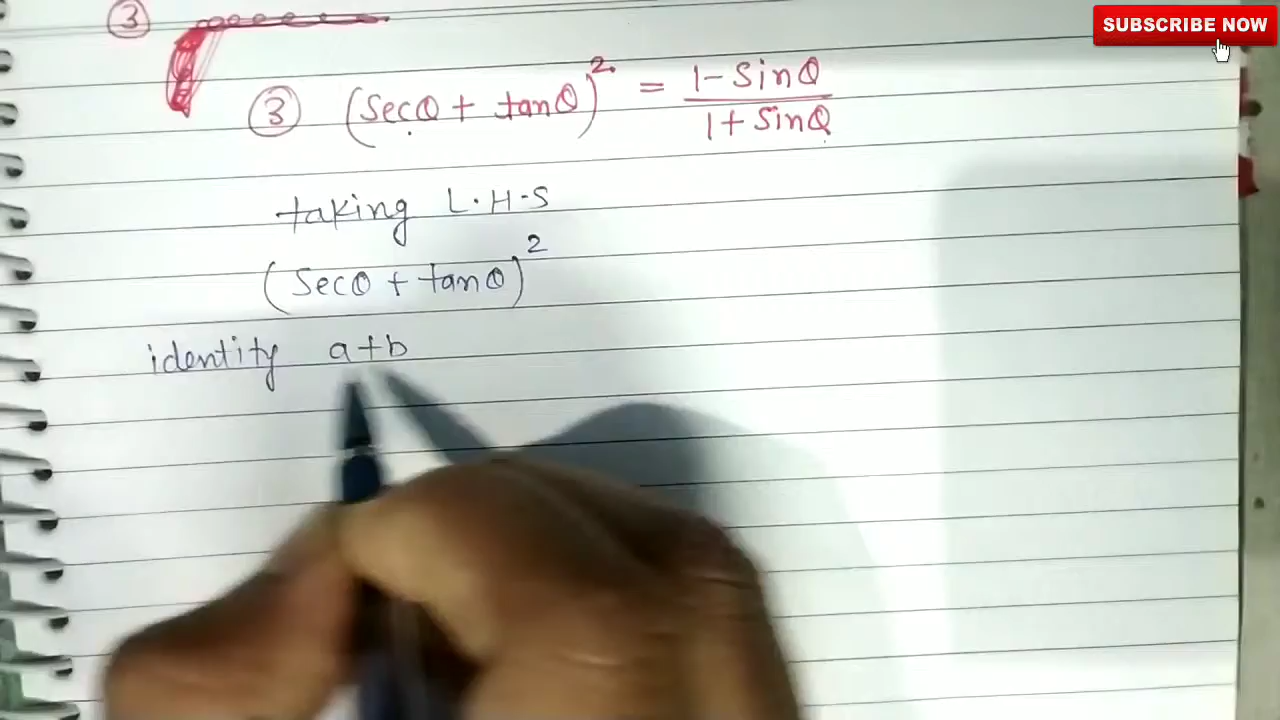 SUBSCRIBE NOW
③
③ (secθ + tanθ)² = (1 - sinθ)/(1 + sinθ)
taking L.H.S
(secθ + tanθ)²
identity a+b